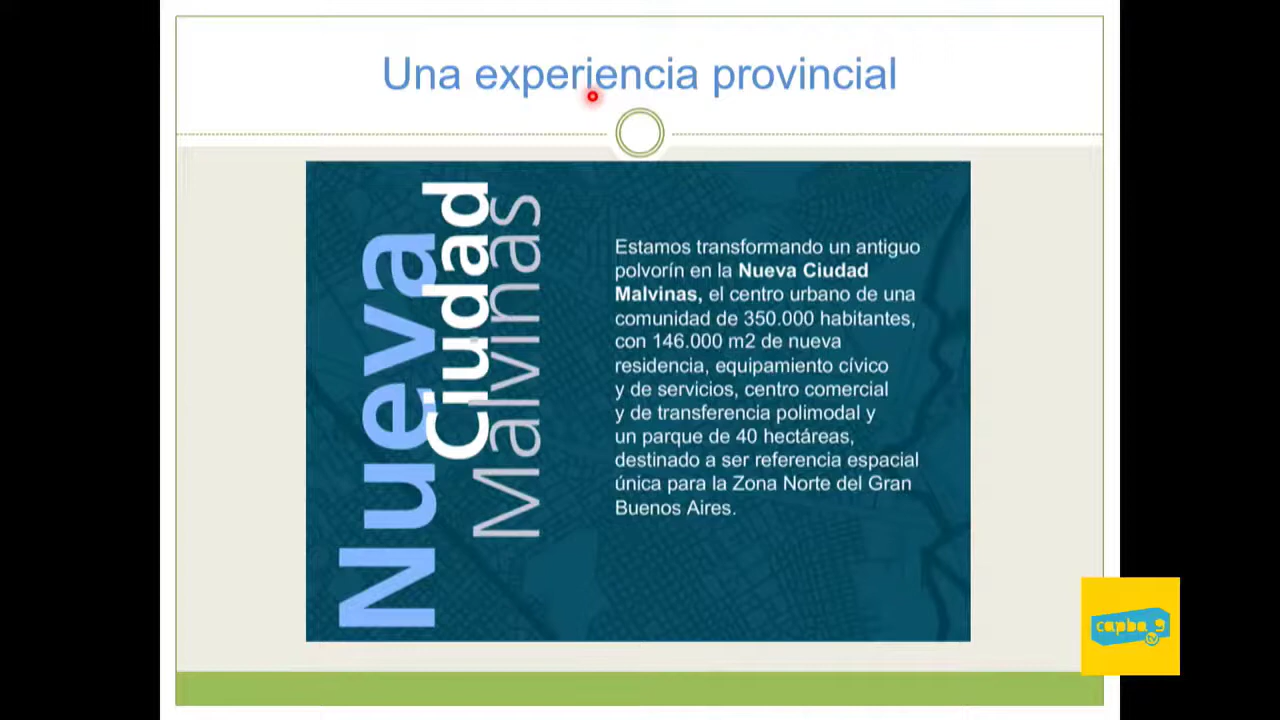 Una experiencia provincial
Nueva
Ciudad
Malvinas
Estamos transformando un antiguo
polvorín en la Nueva Ciudad
Malvinas, el centro urbano de una
comunidad de 350.000 habitantes,
con 146.000 m2 de nueva
residencia, equipamiento cívico
y de servicios, centro comercial
y de transferencia polimodal y
un parque de 40 hectáreas,
destinado a ser referencia espacial
única para la Zona Norte del Gran
Buenos Aires.
capba 9
tv